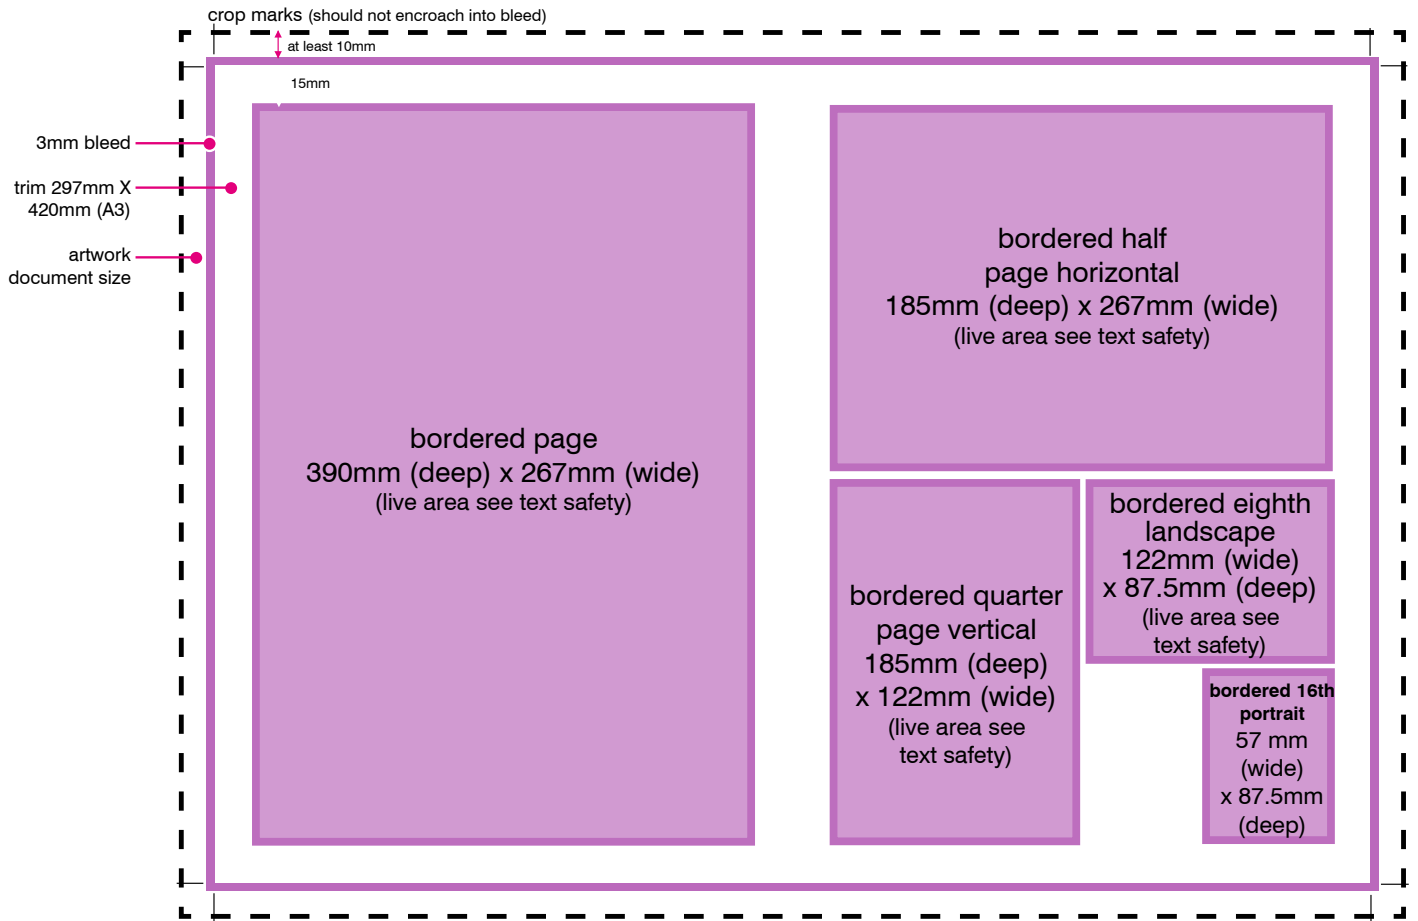 crop marks (should not encroach into bleed)
at least 10mm
15mm
3mm bleed
trim 297mm X
420mm (A3)
artwork
document size
bordered page
390mm (deep) x 267mm (wide)
(live area see text safety)
bordered half
page horizontal
185mm (deep) x 267mm (wide)
(live area see text safety)
bordered quarter
page vertical
185mm (deep)
x 122mm (wide)
(live area see
text safety)
bordered eighth
landscape
122mm (wide)
x 87.5mm (deep)
(live area see
text safety)
bordered 16th
portrait
57 mm
(wide)
x 87.5mm
(deep)